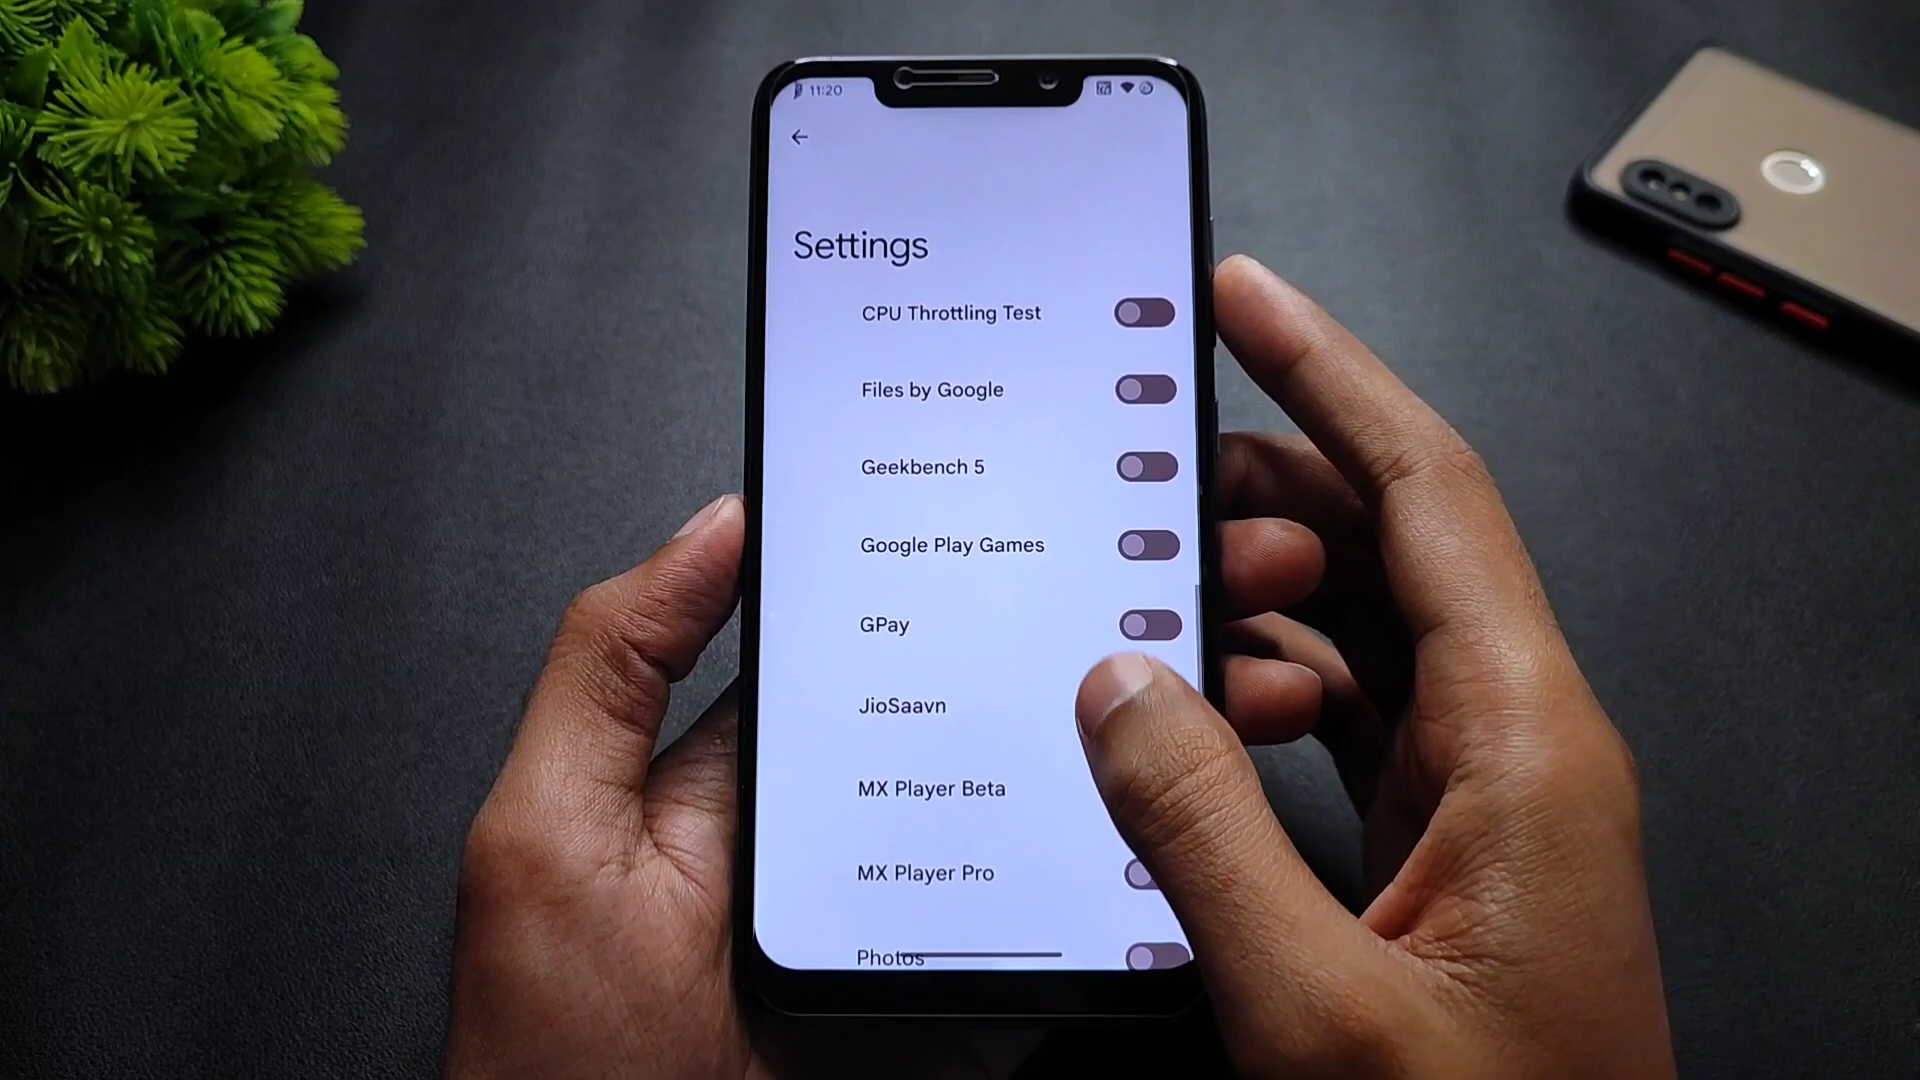 11:20
Settings
CPU Throttling Test
Files by Google
Geekbench 5
Google Play Games
GPay
JioSaavn
MX Player Beta
MX Player Pro
Photos